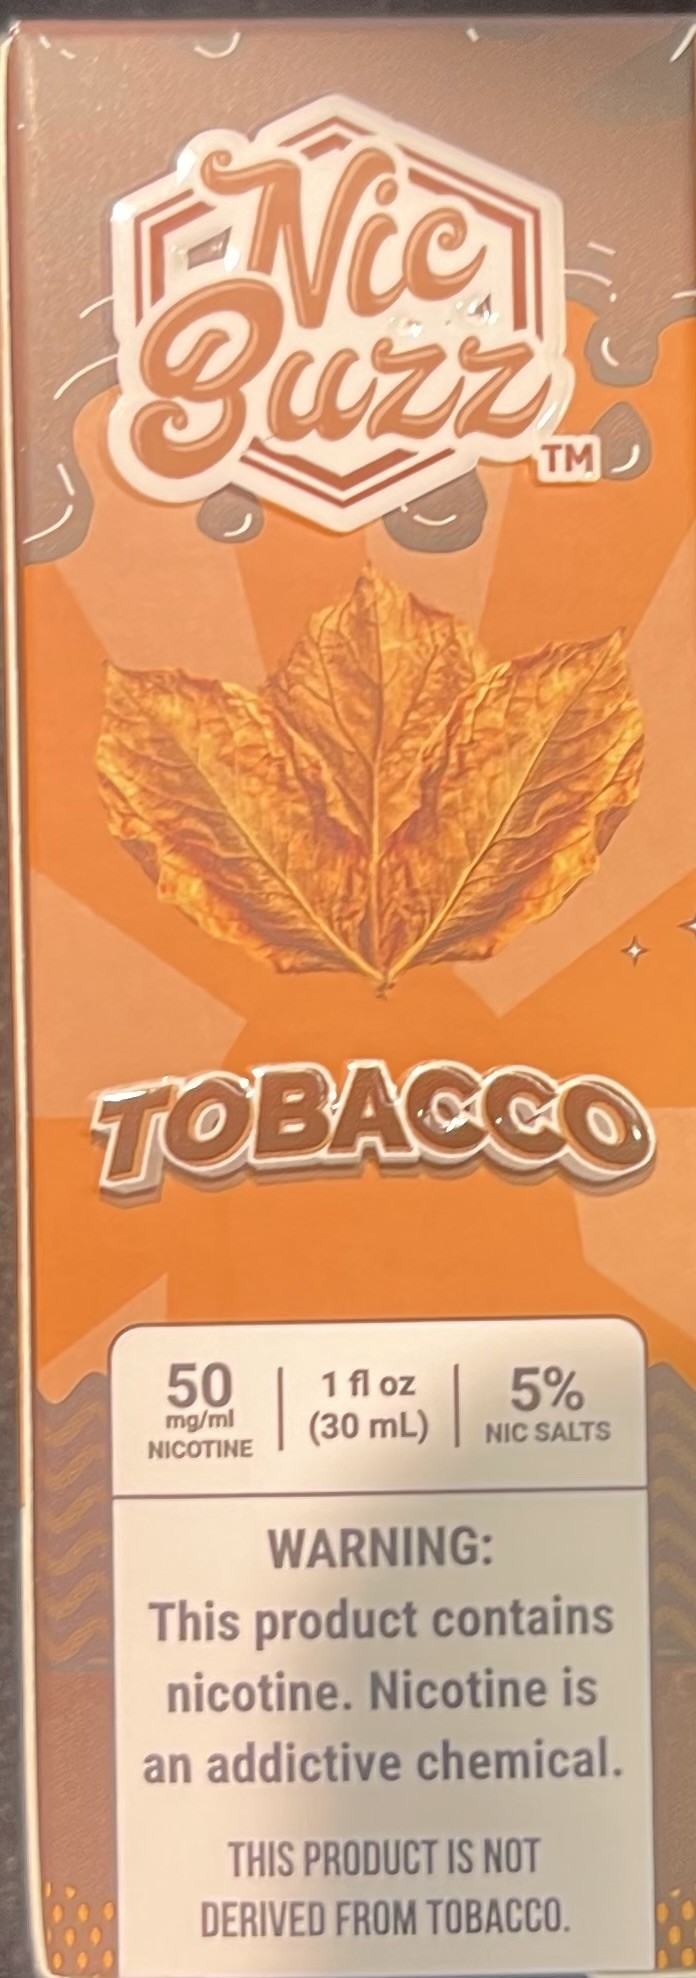 Nic
Buzz
TM
TOBACCO
50
mg/ml
NICOTINE
1 fl oz
(30 mL)
5%
NIC SALTS
WARNING:
This product contains
nicotine. Nicotine is
an addictive chemical.
THIS PRODUCT IS NOT
DERIVED FROM TOBACCO.